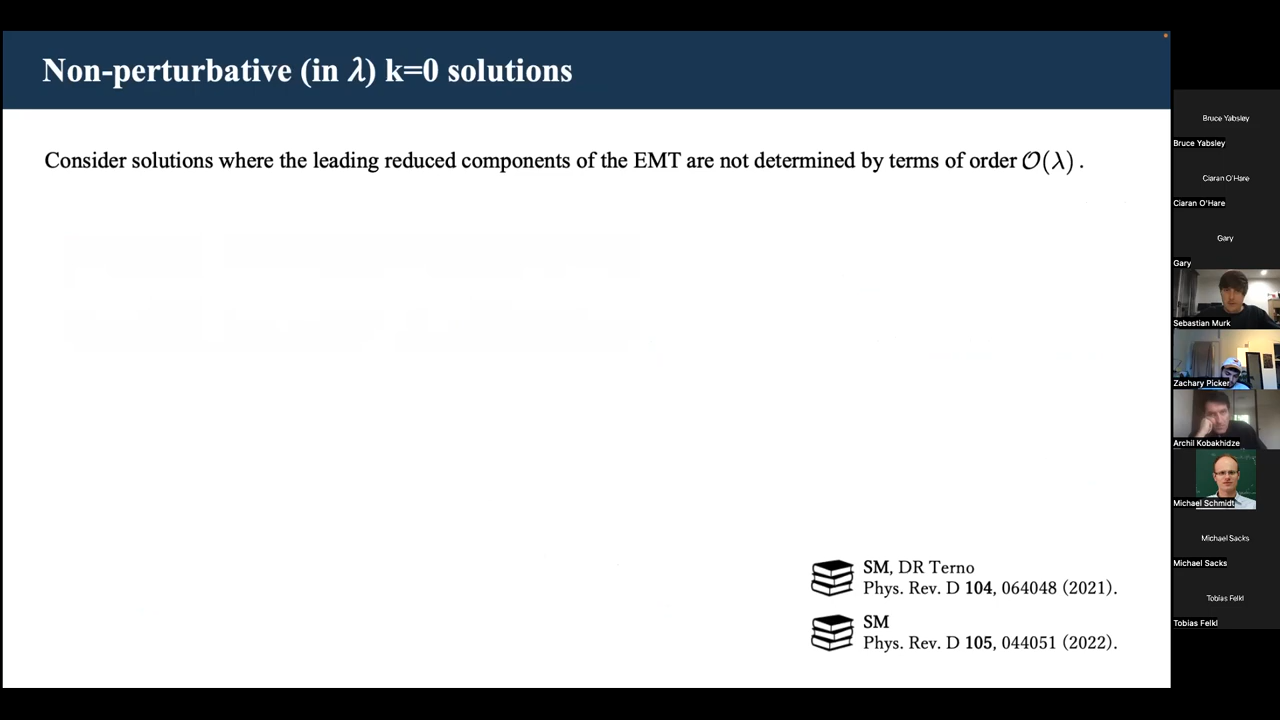 Non-perturbative (in λ) k=0 solutions
Consider solutions where the leading reduced components of the EMT are not determined by terms of order 𝒪(λ) .
SM, DR Terno
Phys. Rev. D 104, 064048 (2021).
SM
Phys. Rev. D 105, 044051 (2022).
Bruce Yabsley
Bruce Yabsley
Ciaran O'Hare
Ciaran O'Hare
Gary
Gary
Sebastian Murk
Zachary Picker
Archil Kobakhidze
Michael Schmidt
Michael Sacks
Michael Sacks
Tobias Felkl
Tobias Felkl